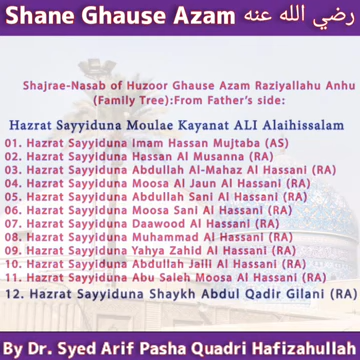 Shane Ghause Azam رضي الله عنه
Shajrae-Nasab of Huzoor Ghause Azam Raziyallahu Anhu
(Family Tree):From Father's side:
Hazrat Sayyiduna Moulae Kayanat ALI Alaihissalam
01. Hazrat Sayyiduna Imam Hassan Mujtaba (AS)
02. Hazrat Sayyiduna Hassan Al Musanna (RA)
03. Hazrat Sayyiduna Abdullah Al-Mahaz Al Hassani (RA)
04. Hazrat Sayyiduna Moosa Al Jaun Al Hassani (RA)
05. Hazrat Sayyiduna Abdullah Sani Al Hassani (RA)
06. Hazrat Sayyiduna Moosa Sani Al Hassani (RA)
07. Hazrat Sayyiduna Daawood Al Hassani (RA)
08. Hazrat Sayyiduna Muhammad Al Hassani (RA)
09. Hazrat Sayyiduna Yahya Zahid Al Hassani (RA)
10. Hazrat Sayyiduna Abdullah Jaili Al Hassani (RA)
11. Hazrat Sayyiduna Abu Saleh Moosa Al Hassani (RA)
12. Hazrat Sayyiduna Shaykh Abdul Qadir Gilani (RA)
By Dr. Syed Arif Pasha Quadri Hafizahullah